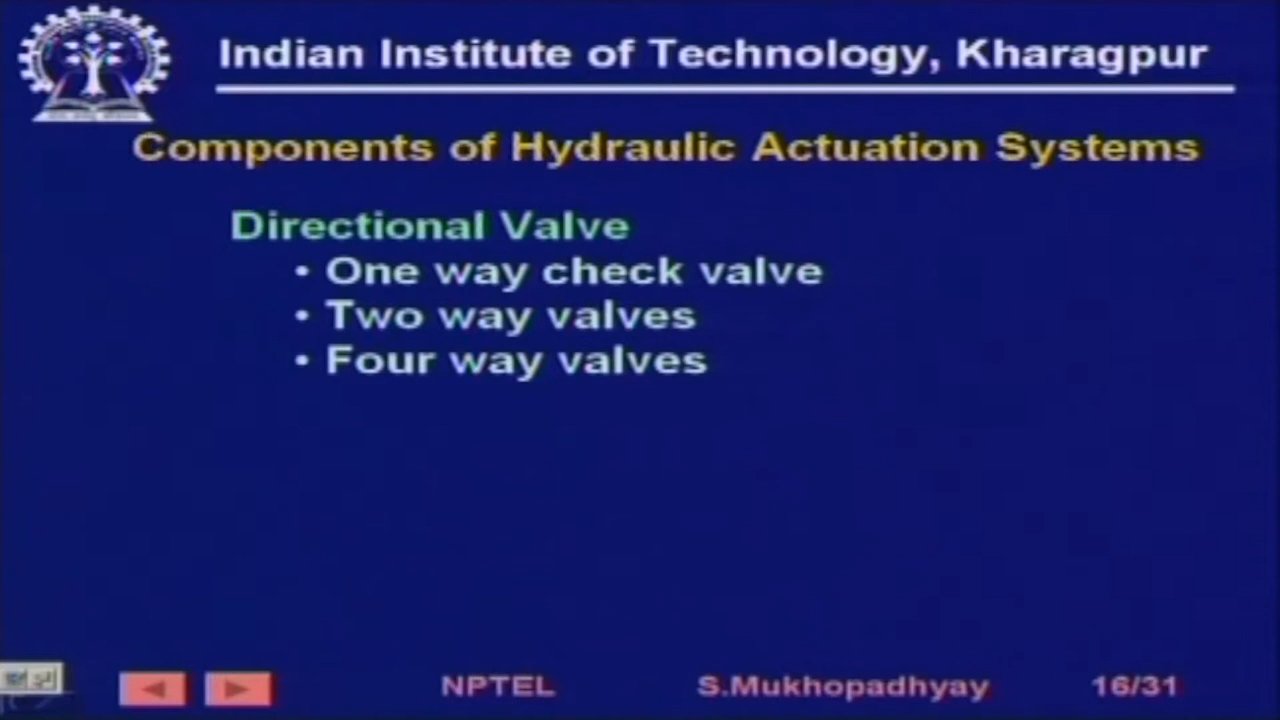 Indian Institute of Technology, Kharagpur
Components of Hydraulic Actuation Systems
Directional Valve
• One way check valve
• Two way valves
• Four way valves
NPTEL S.Mukhopadhyay 16/31